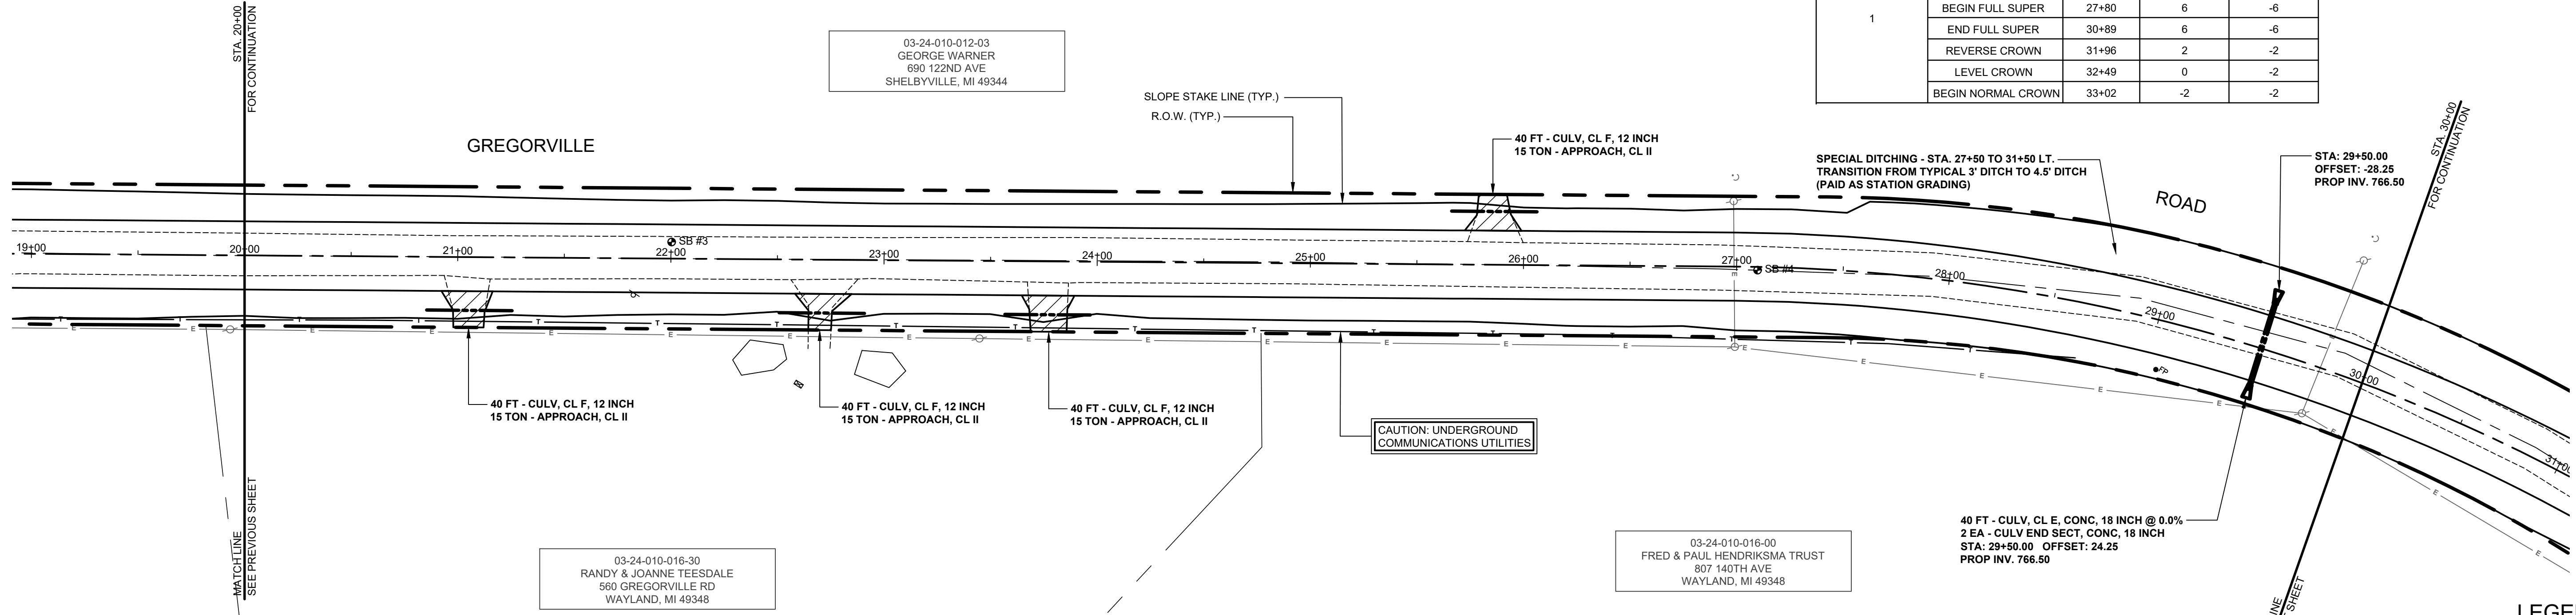 BEGIN FULL SUPER 27+80 6 -6
1
END FULL SUPER 30+89 6 -6
REVERSE CROWN 31+96 2 -2
LEVEL CROWN 32+49 0 -2
BEGIN NORMAL CROWN 33+02 -2 -2
STA. 20+00
FOR CONTINUATION
03-24-010-012-03
GEORGE WARNER
690 122ND AVE
SHELBYVILLE, MI 49344
SLOPE STAKE LINE (TYP.)
R.O.W. (TYP.)
GREGORVILLE
40 FT - CULV, CL F, 12 INCH
15 TON - APPROACH, CL II
SPECIAL DITCHING - STA. 27+50 TO 31+50 LT.
TRANSITION FROM TYPICAL 3' DITCH TO 4.5' DITCH
(PAID AS STATION GRADING)
ROAD
STA: 29+50.00
OFFSET: -28.25
PROP INV. 766.50
STA. 30+00
FOR CONTINUATION
19+00
20+00
21+00
22+00
SB #3
23+00
24+00
25+00
26+00
27+00
SB #4
28+00
29+00
30+00
31+00
FP
40 FT - CULV, CL F, 12 INCH
15 TON - APPROACH, CL II
40 FT - CULV, CL F, 12 INCH
15 TON - APPROACH, CL II
40 FT - CULV, CL F, 12 INCH
15 TON - APPROACH, CL II
CAUTION: UNDERGROUND
COMMUNICATIONS UTILITIES
MATCH LINE
SEE PREVIOUS SHEET
03-24-010-016-30
RANDY & JOANNE TEESDALE
560 GREGORVILLE RD
WAYLAND, MI 49348
03-24-010-016-00
FRED & PAUL HENDRIKSMA TRUST
807 140TH AVE
WAYLAND, MI 49348
40 FT - CULV, CL E, CONC, 18 INCH @ 0.0%
2 EA - CULV END SECT, CONC, 18 INCH
STA: 29+50.00 OFFSET: 24.25
PROP INV. 766.50
SHEET